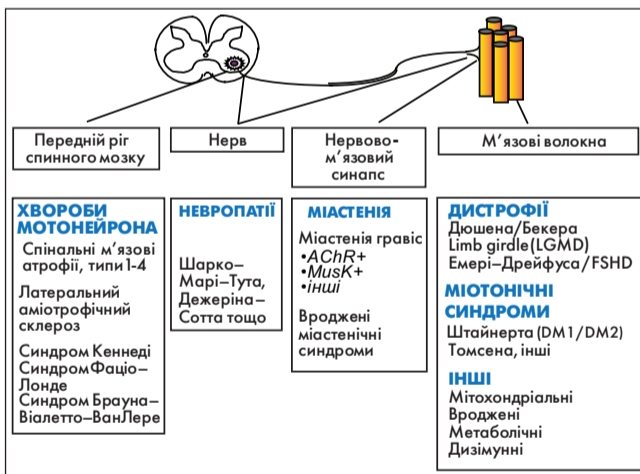 Передній ріг
спинного мозку
Нерв
Нервово-
м’язовий
синапс
М’язові волокна
ХВОРОБИ
МОТОНЕЙРОНА
Спінальні м’язові
атрофії, типи 1-4
Латеральний
аміотрофічний
склероз
Синдром Кеннеді
Синдром Фаціо–
Лонде
Синдром Брауна–
Віалетто–ВанЛере
НЕВРОПАТІЇ
Шарко–
Марі–Тута,
Дежеріна–
Сотта тощо
МІАСТЕНІЯ
Міастенія гравіс
•AChR+
•MusK+
•інші
Вроджені
міастенічні
синдроми
ДИСТРОФІЇ
Дюшена/Бекера
Limb girdle(LGMD)
Емері–Дрейфуса/FSHD
МІОТОНІЧНІ
СИНДРОМИ
Штайнерта (DM1/DM2)
Томсена, інші
ІНШІ
Мітохондріальні
Вроджені
Метаболічні
Дизімунні